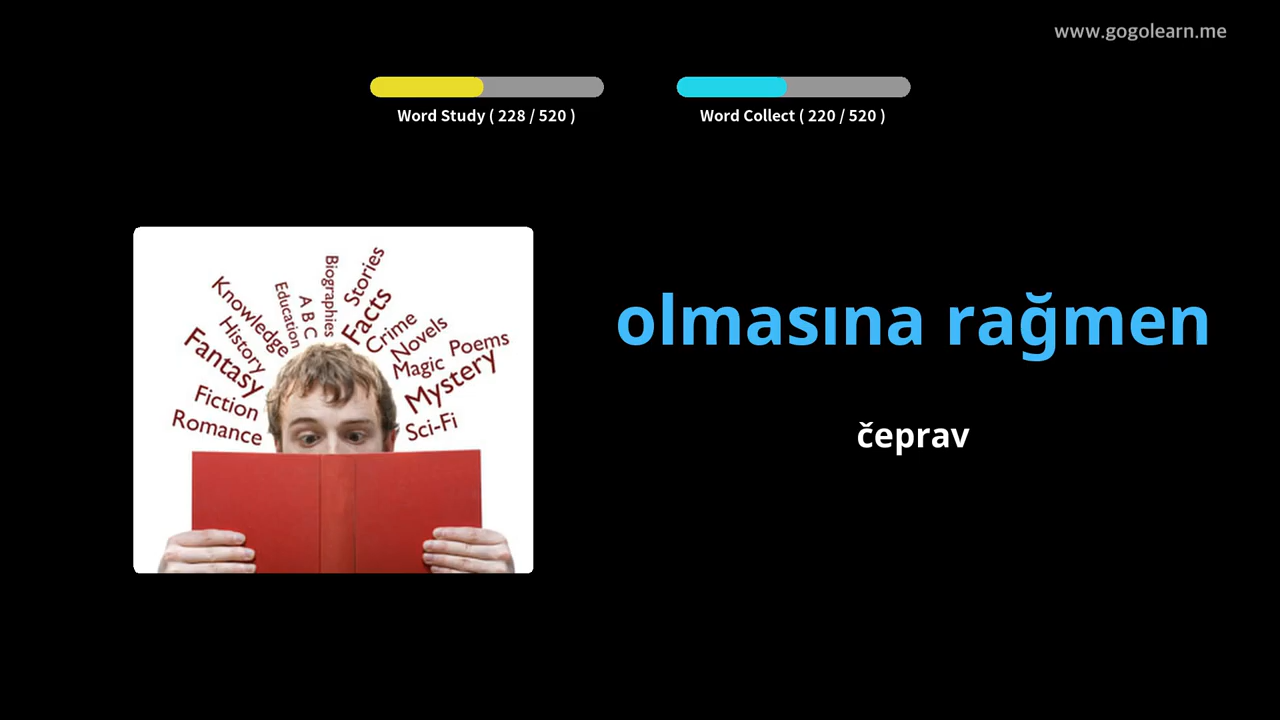 www.gogolearn.me
Word Study ( 228 / 520 )
Word Collect ( 220 / 520 )
Knowledge
History
Fantasy
Fiction
Romance
Education
A B C
Biographies
Stories
Facts
Crime
Novels
Magic
Poems
Mystery
Sci-Fi
olmasına rağmen
čeprav